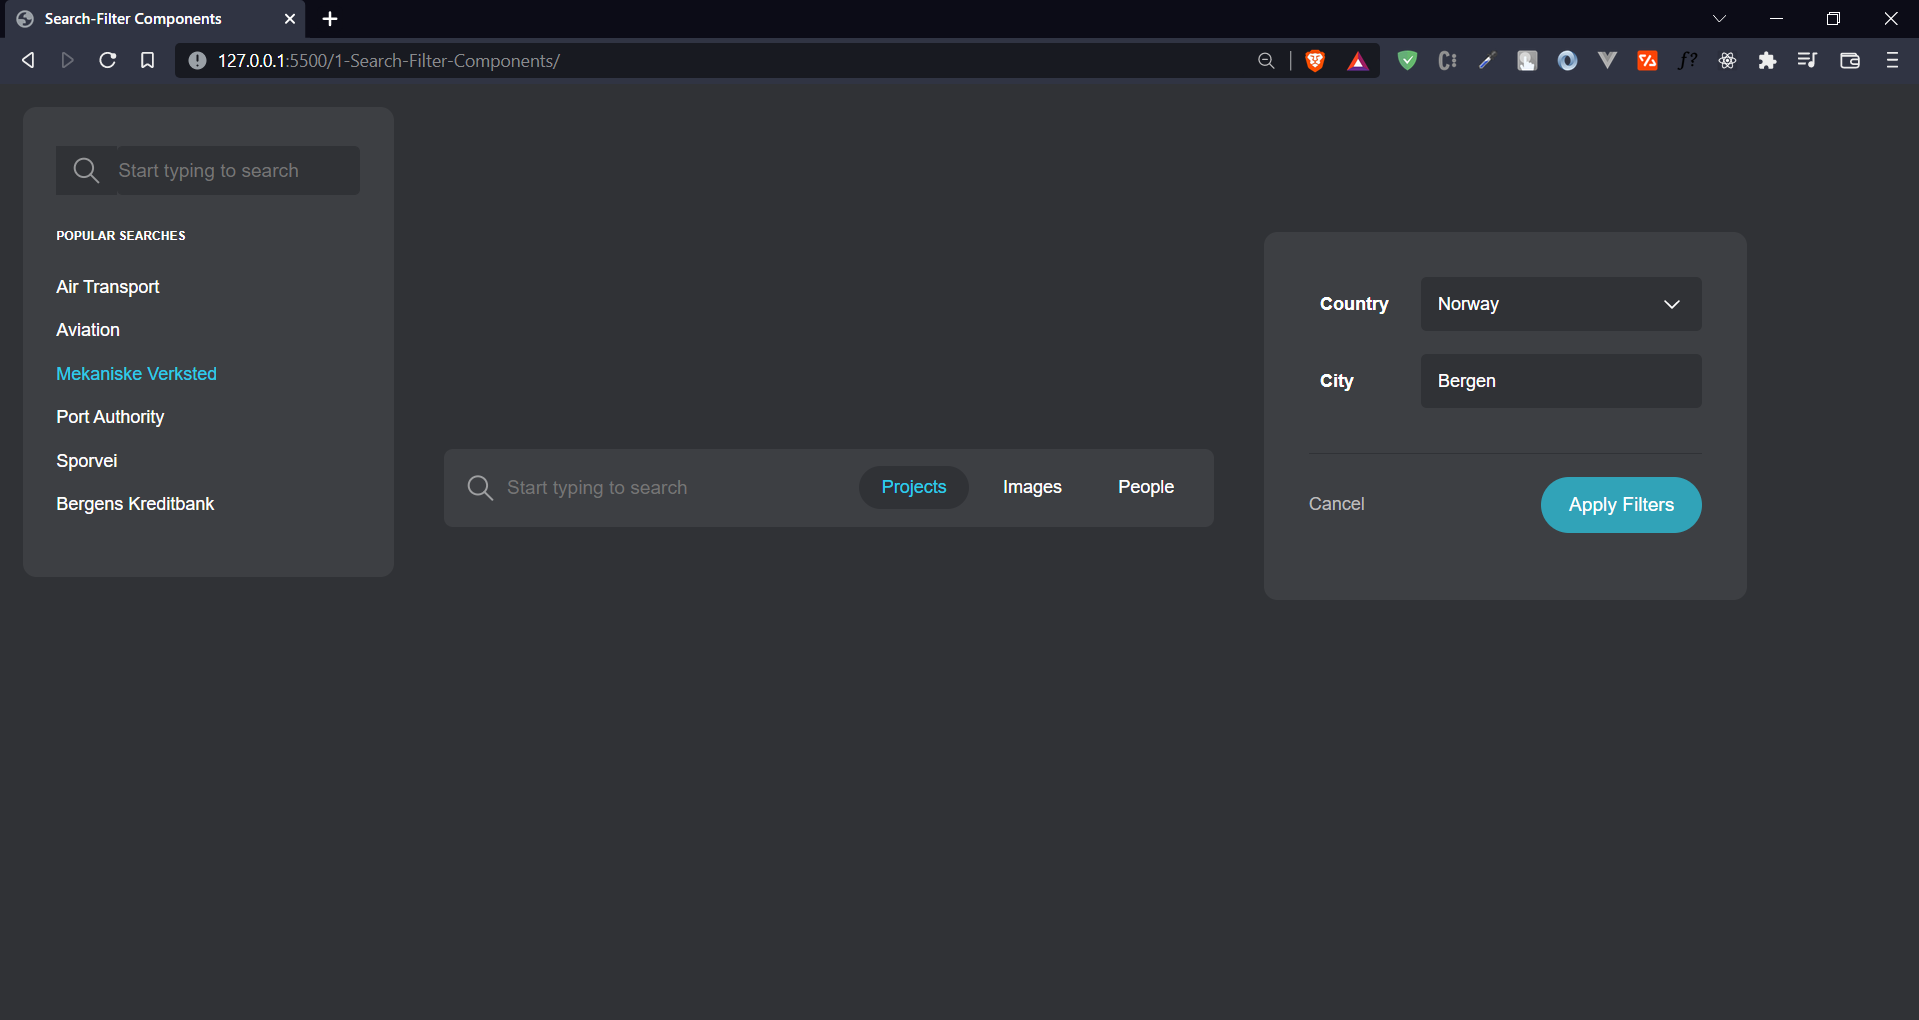 Search-Filter Components
127.0.0.1:5500/1-Search-Filter-Components/
Start typing to search
POPULAR SEARCHES
Air Transport
Aviation
Mekaniske Verksted
Port Authority
Sporvei
Bergens Kreditbank
Start typing to search
Projects
Images
People
Country
Norway
City
Bergen
Cancel
Apply Filters